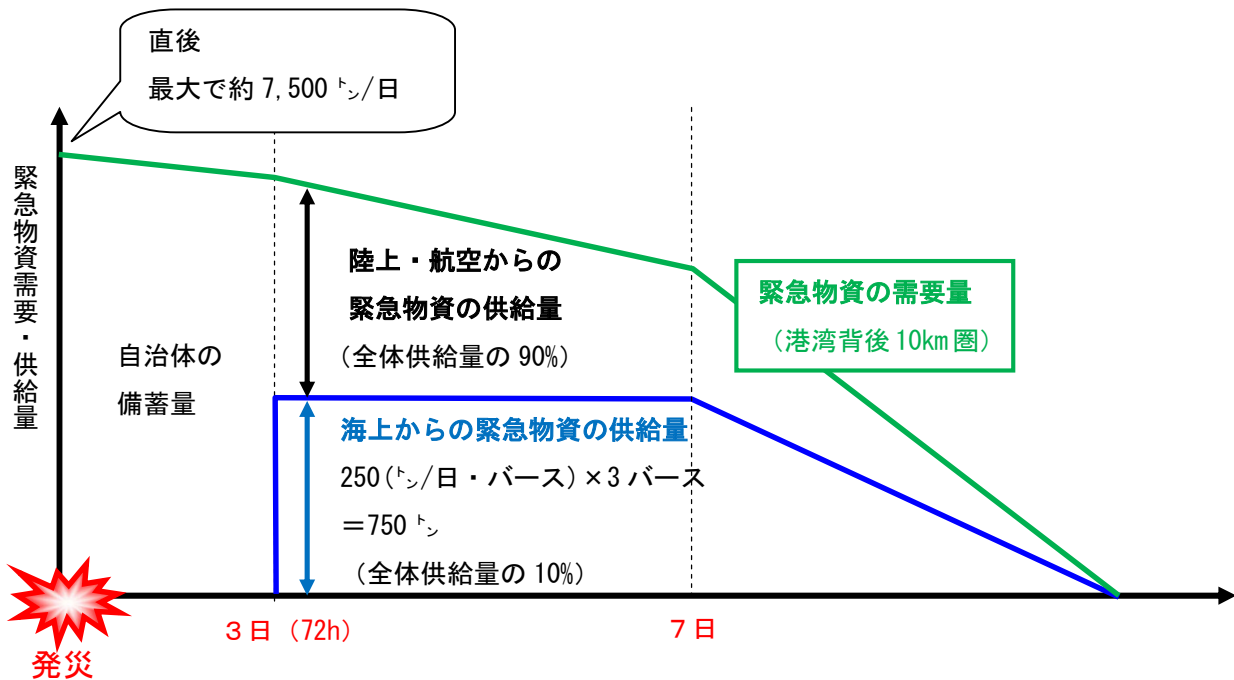 直後
最大で約 7,500 ㌧/日
緊急物資需要・供給量
陸上・航空からの
緊急物資の供給量
(全体供給量の 90%)
緊急物資の需要量
(港湾背後 10km 圏)
自治体の
備蓄量
海上からの緊急物資の供給量
250(㌧/日・バース)×3 バース
=750 ㌧
(全体供給量の 10%)
3日 (72h)
7日
発災